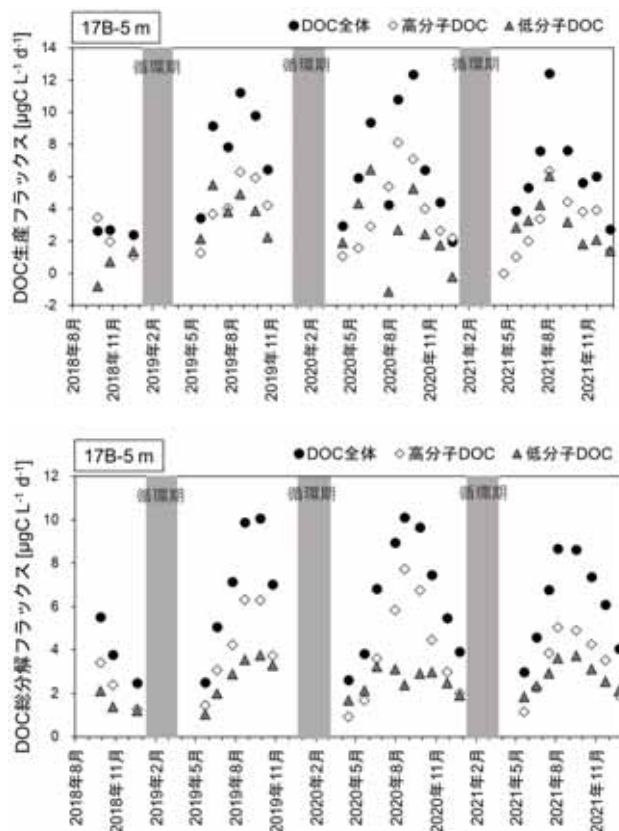 17B-5 m
●DOC全体 ◇高分子DOC ▲低分子DOC
DOC生産フラックス [µgC L⁻¹ d⁻¹]
14
12
10
8
6
4
2
0
-2
循環期
循環期
循環期
2018年8月
2018年11月
2019年2月
2019年5月
2019年8月
2019年11月
2020年2月
2020年5月
2020年8月
2020年11月
2021年2月
2021年5月
2021年8月
2021年11月
17B-5 m
●DOC全体 ◇高分子DOC ▲低分子DOC
DOC総分解フラックス [µgC L⁻¹ d⁻¹]
12
10
8
6
4
2
0
循環期
循環期
循環期
2018年8月
2018年11月
2019年2月
2019年5月
2019年8月
2019年11月
2020年2月
2020年5月
2020年8月
2020年11月
2021年2月
2021年5月
2021年8月
2021年11月